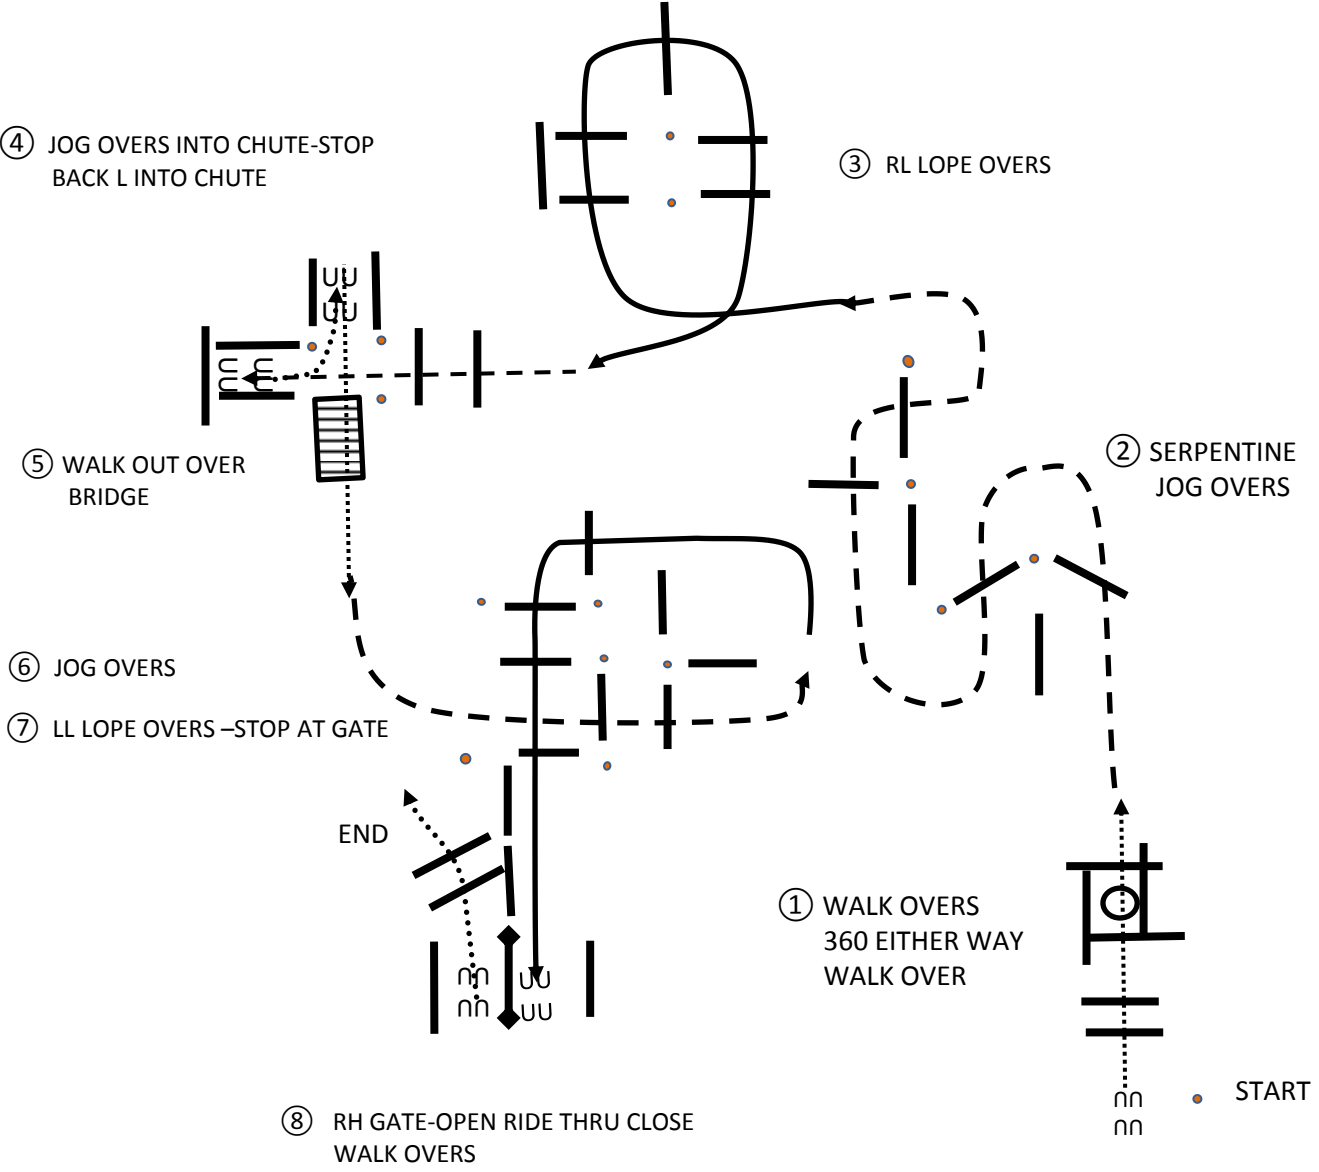 ④ JOG OVERS INTO CHUTE-STOP
BACK L INTO CHUTE
③ RL LOPE OVERS
② SERPENTINE
JOG OVERS
⑤ WALK OUT OVER
BRIDGE
⑥ JOG OVERS
⑦ LL LOPE OVERS –STOP AT GATE
END
① WALK OVERS
360 EITHER WAY
WALK OVER
START
⑧ RH GATE-OPEN RIDE THRU CLOSE
WALK OVERS